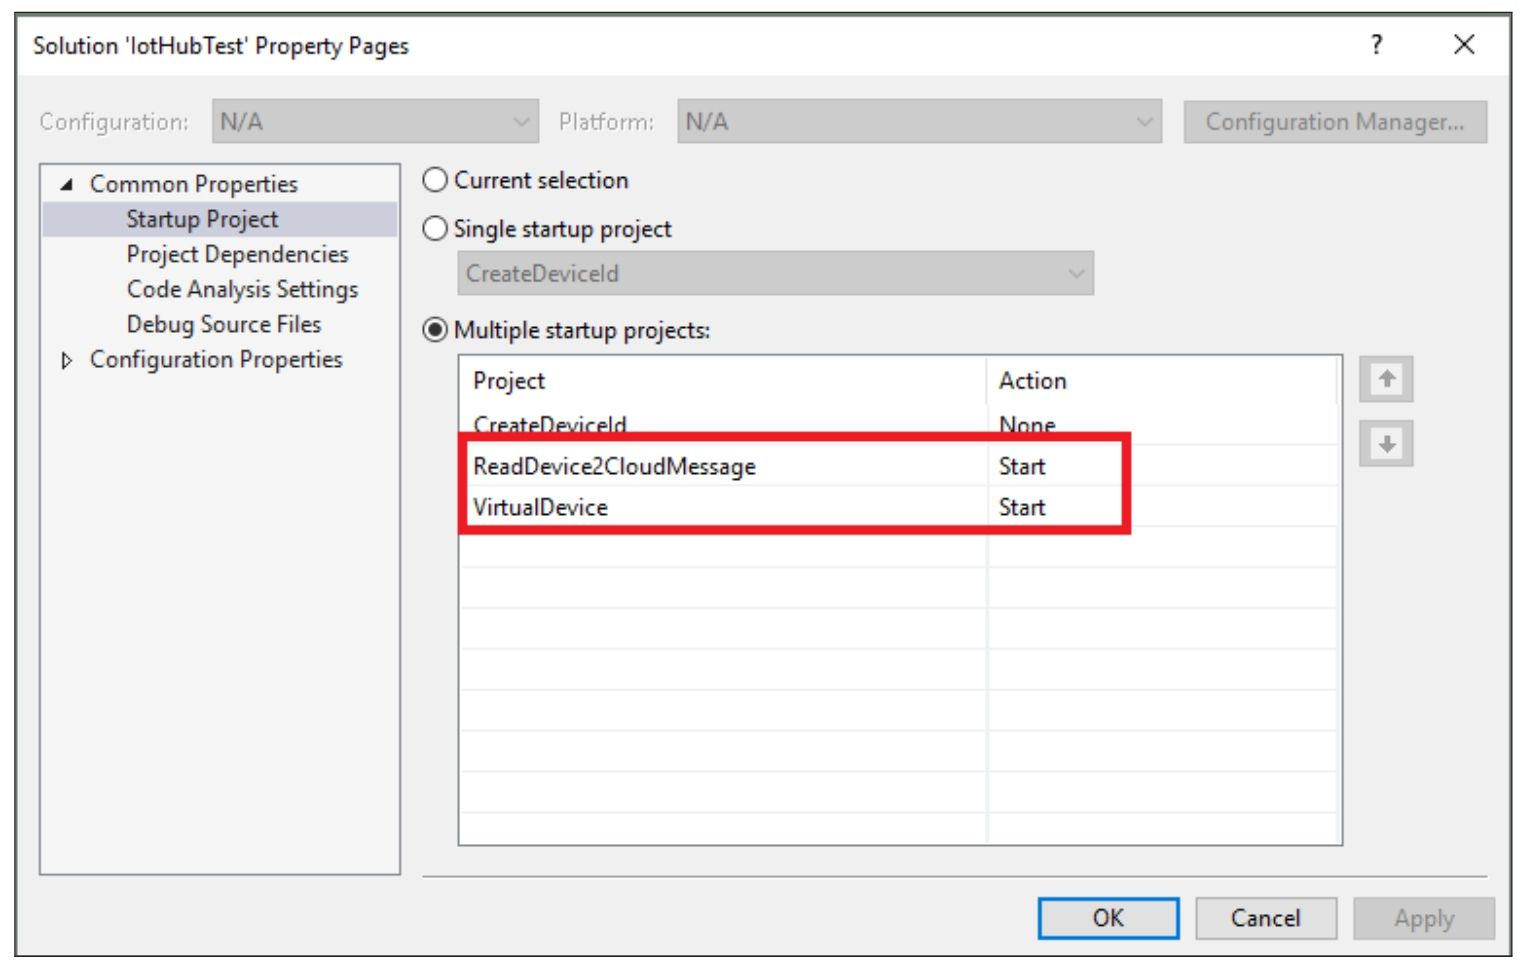 Solution 'IotHubTest' Property Pages ?
Configuration: N/A Platform: N/A Configuration Manager...
Common Properties
Startup Project
Project Dependencies
Code Analysis Settings
Debug Source Files
Configuration Properties
Current selection
Single startup project
CreateDeviceId
Multiple startup projects:
Project Action
CreateDeviceId None
ReadDevice2CloudMessage Start
VirtualDevice Start
OK Cancel Apply